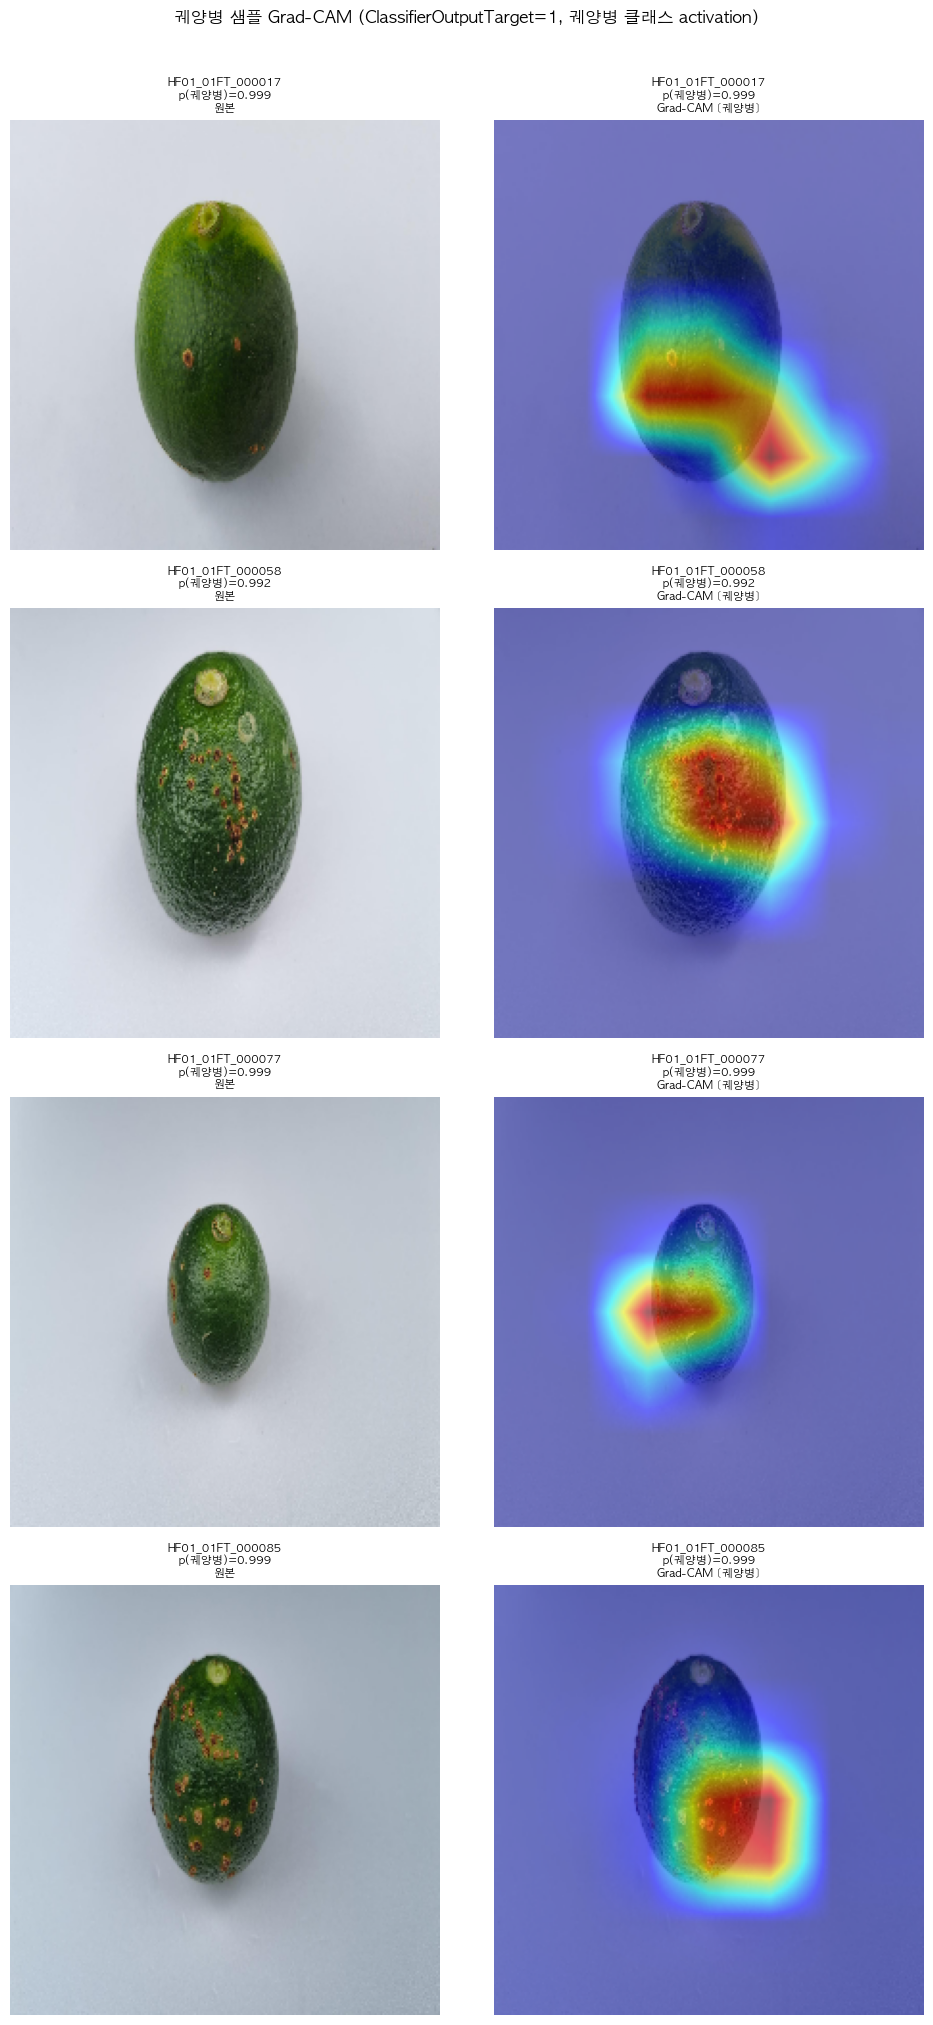 궤양병 샘플 Grad-CAM (ClassifierOutputTarget=1, 궤양병 클래스 activation)
HF01_01FT_000017
p(궤양병)=0.999
원본
HF01_01FT_000017
p(궤양병)=0.999
Grad-CAM [궤양병]
HF01_01FT_000058
p(궤양병)=0.992
원본
HF01_01FT_000058
p(궤양병)=0.992
Grad-CAM [궤양병]
HF01_01FT_000077
p(궤양병)=0.999
원본
HF01_01FT_000077
p(궤양병)=0.999
Grad-CAM [궤양병]
HF01_01FT_000085
p(궤양병)=0.999
원본
HF01_01FT_000085
p(궤양병)=0.999
Grad-CAM [궤양병]